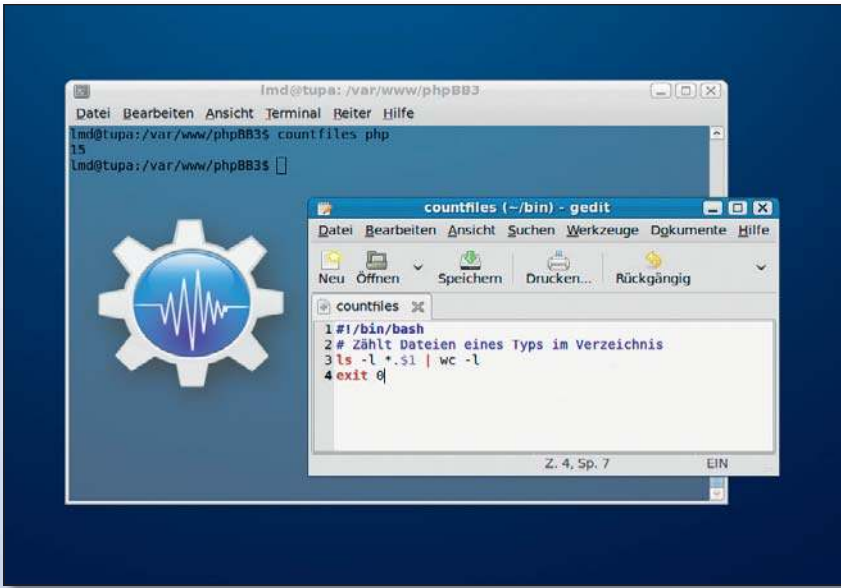 lmd@tupa: /var/www/phpBB3
Datei Bearbeiten Ansicht Terminal Reiter Hilfe
lmd@tupa:/var/www/phpBB3$ countfiles php
15
lmd@tupa:/var/www/phpBB3$
countfiles (~/bin) - gedit
Datei Bearbeiten Ansicht Suchen Werkzeuge Dokumente Hilfe
Neu Öffnen Speichern Drucken... Rückgängig
countfiles
1 #!/bin/bash
2 # Zählt Dateien eines Typs im Verzeichnis
3 ls -l *.$1 | wc -l
4 exit 0
Z. 4, Sp. 7 EIN